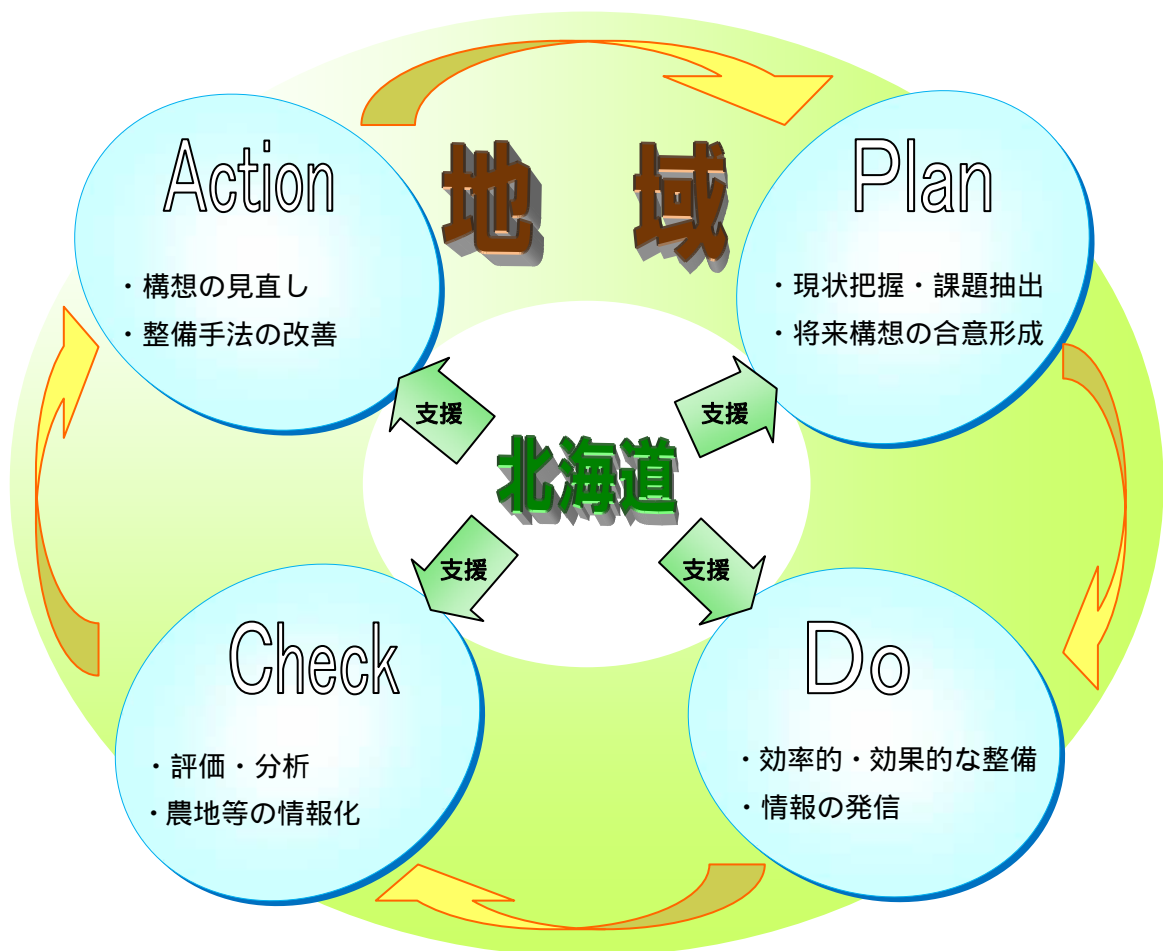 地域
Action
・構想の見直し
・整備手法の改善
Plan
・現状把握・課題抽出
・将来構想の合意形成
支援
支援
北海道
支援
支援
Check
・評価・分析
・農地等の情報化
Do
・効率的・効果的な整備
・情報の発信